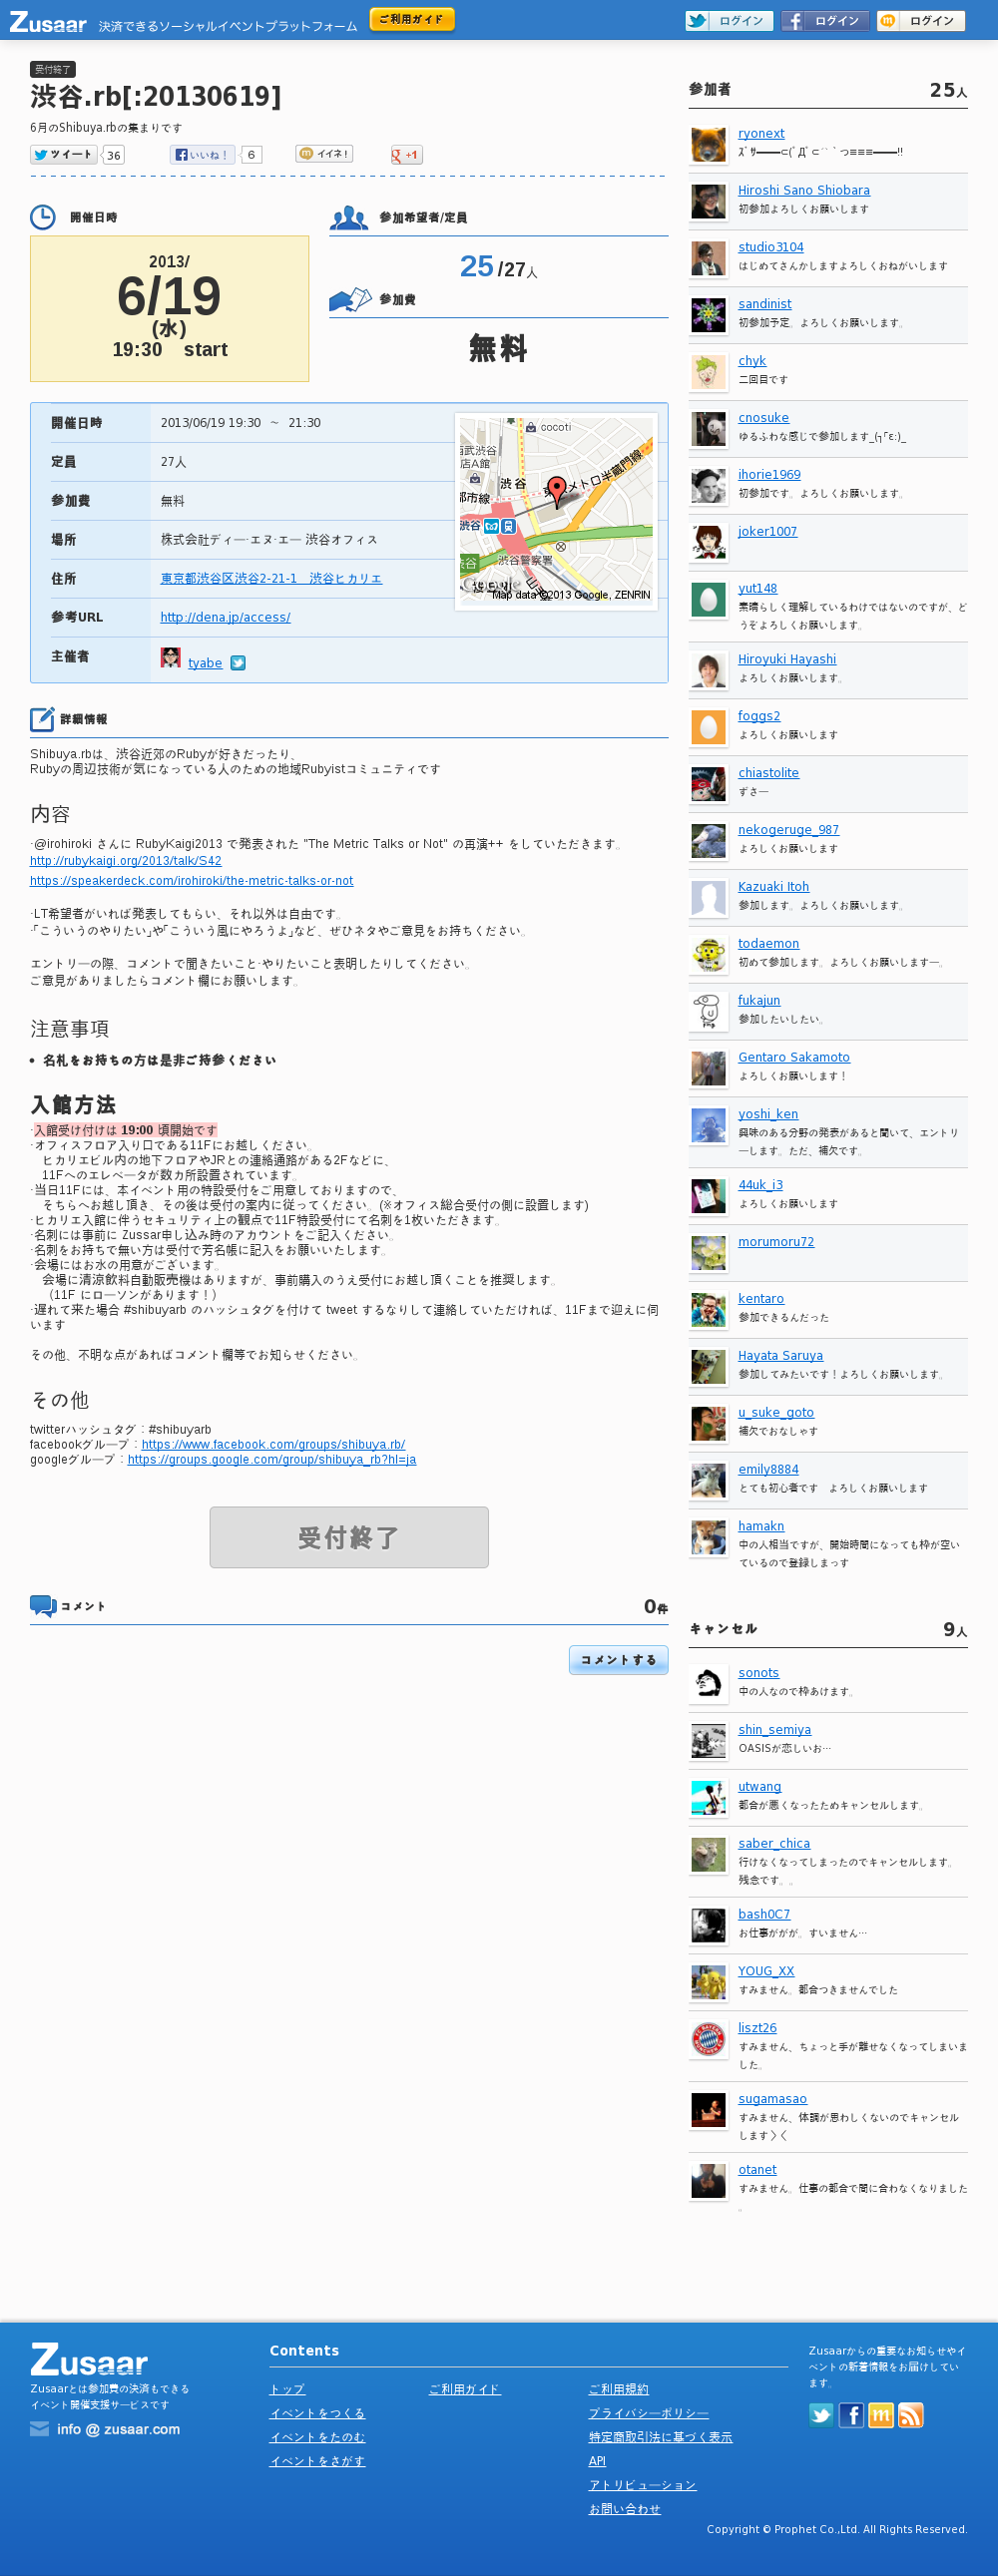 Zusaar 決済できるソーシャルイベントプラットフォーム ご利用ガイド ログイン ログイン ログイン
受付終了
渋谷.rb[:20130619]
6月のShibuya.rbの集まりです
ツイート 36 いいね！ 6 イイネ! +1
開催日時
2013/
6/19
(水)
19:30 start
参加希望者/定員
25/27人
参加費
無料
開催日時 2013/06/19 19:30 ～ 21:30
定員 27人
参加費 無料
場所 株式会社ディー・エヌ・エー 渋谷オフィス
住所 東京都渋谷区渋谷2-21-1 渋谷ヒカリエ
参考URL http://dena.jp/access/
主催者 tyabe
cocoti
渋谷
渋谷警察署
Map data ©2013 Google, ZENRIN
詳細情報
Shibuya.rbは、渋谷近郊のRubyが好きだったり、
Rubyの周辺技術が気になっている人のための地域Rubyistコミュニティです
内容
・@irohiroki さんに RubyKaigi2013 で発表された "The Metric Talks or Not" の再演++ をしていただきます。
http://rubykaigi.org/2013/talk/S42
https://speakerdeck.com/irohiroki/the-metric-talks-or-not
・LT希望者がいれば発表してもらい、それ以外は自由です。
・「こういうのやりたい」や「こういう風にやろうよ」など、ぜひネタやご意見をお持ちください。
エントリーの際、コメントで聞きたいこと・やりたいこと表明したりしてください。
ご意見がありましたらコメント欄にお願いします。
注意事項
• 名札をお持ちの方は是非ご持参ください
入館方法
・入館受け付けは 19:00 頃開始です
・オフィスフロア入り口である11Fにお越しください。
ヒカリエビル内の地下フロアやJRとの連絡通路がある2Fなどに、
11Fへのエレベータが数カ所設置されています。
・当日11Fには、本イベント用の特設受付をご用意しておりますので、
そちらへお越し頂き、その後は受付の案内に従ってください。(※オフィス総合受付の側に設置します)
・ヒカリエ入館に伴うセキュリティ上の観点で11F特設受付にて名刺を1枚いただきます。
・名刺には事前に Zussar申し込み時のアカウントをご記入ください。
・名刺をお持ちで無い方は受付で芳名帳に記入をお願いいたします。
・会場にはお水の用意がございます。
会場に清涼飲料自動販売機はありますが、事前購入のうえ受付にお越し頂くことを推奨します。
（11F にローソンがあります！）
・遅れて来た場合 #shibuyarb のハッシュタグを付けて tweet するなりして連絡していただければ、11Fまで迎えに伺
います
その他、不明な点があればコメント欄等でお知らせください。
その他
twitterハッシュタグ：#shibuyarb
facebookグループ：https://www.facebook.com/groups/shibuya.rb/
googleグループ：https://groups.google.com/group/shibuya_rb?hl=ja
受付終了
コメント 0件
コメントする
参加者 25人
ryonext
ｽﾞｻ━━━⊂(ﾟДﾟ⊂´⌒｀つ≡≡≡━━━!!
Hiroshi Sano Shiobara
初参加よろしくお願いします
studio3104
はじめてさんかしますよろしくおねがいします
sandinist
初参加予定。よろしくお願いします。
chyk
二回目です
cnosuke
ゆるふわな感じで参加します_(┐「ε:)_
ihorie1969
初参加です。よろしくお願いします。
joker1007
yut148
素晴らしく理解しているわけではないのですが、ど
うぞよろしくお願いします。
Hiroyuki Hayashi
よろしくお願いします。
foggs2
よろしくお願いします
chiastolite
ずさー
nekogeruge_987
よろしくお願いします
Kazuaki Itoh
参加します。よろしくお願いします。
todaemon
初めて参加します。よろしくお願いしますー。
fukajun
参加したいしたい。
Gentaro Sakamoto
よろしくお願いします！
yoshi_ken
興味のある分野の発表があると聞いて、エントリ
ーします。ただ、補欠です。
44uk_i3
よろしくお願いします
morumoru72
kentaro
参加できるんだった
Hayata Saruya
参加してみたいです！よろしくお願いします。
u_suke_goto
補欠でおなしゃす
emily8884
とても初心者です よろしくお願いします
hamakn
中の人相当ですが、開始時間になっても枠が空い
ているので登録しまっす
キャンセル 9人
sonots
中の人なので枠あけます。
shin_semiya
OASISが恋しいお…
utwang
都合が悪くなったためキャンセルします。
saber_chica
行けなくなってしまったのでキャンセルします。
残念です。。
bash0C7
お仕事ががが。すいません…
YOUG_XX
すみません。都合つきませんでした
liszt26
すみません、ちょっと手が離せなくなってしまいま
した。
sugamasao
すみません、体調が思わしくないのでキャンセル
します＞＜
otanet
すみません。仕事の都合で間に合わなくなりました
。
Zusaar
Zusaarとは参加費の決済もできる
イベント開催支援サービスです
info @ zusaar.com
Contents
トップ
イベントをつくる
イベントをたのむ
イベントをさがす
ご利用ガイド
ご利用規約
プライバシーポリシー
特定商取引法に基づく表示
API
アトリビューション
お問い合わせ
Zusaarからの重要なお知らせやイ
ベントの新着情報をお届けしてい
ます。
Copyright © Prophet Co.,Ltd. All Rights Reserved.